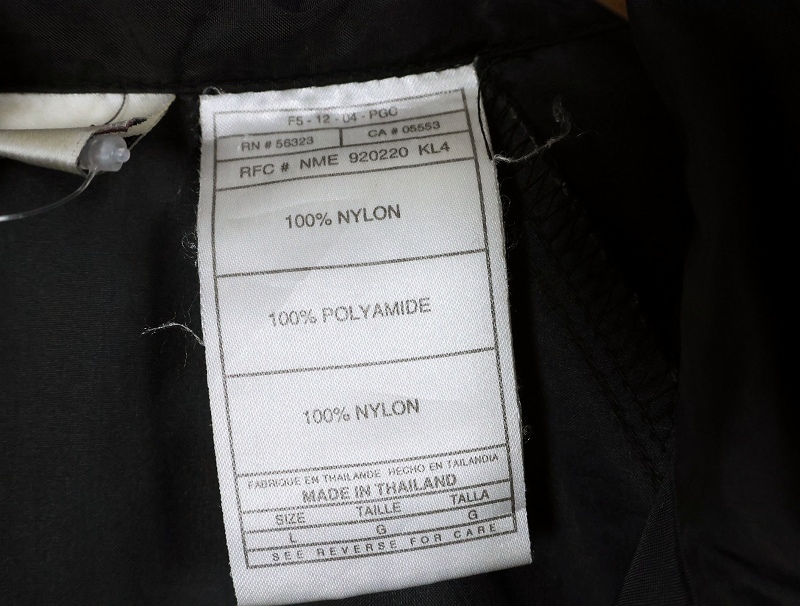 F5-12-04-PGC
RN # 56323 CA # 05553
RFC # NME 920220 KL4
100% NYLON
100% POLYAMIDE
100% NYLON
FABRIQUE EN THAILANDE HECHO EN TAILANDIA
MADE IN THAILAND
SIZE TAILLE TALLA
L G G
SEE REVERSE FOR CARE